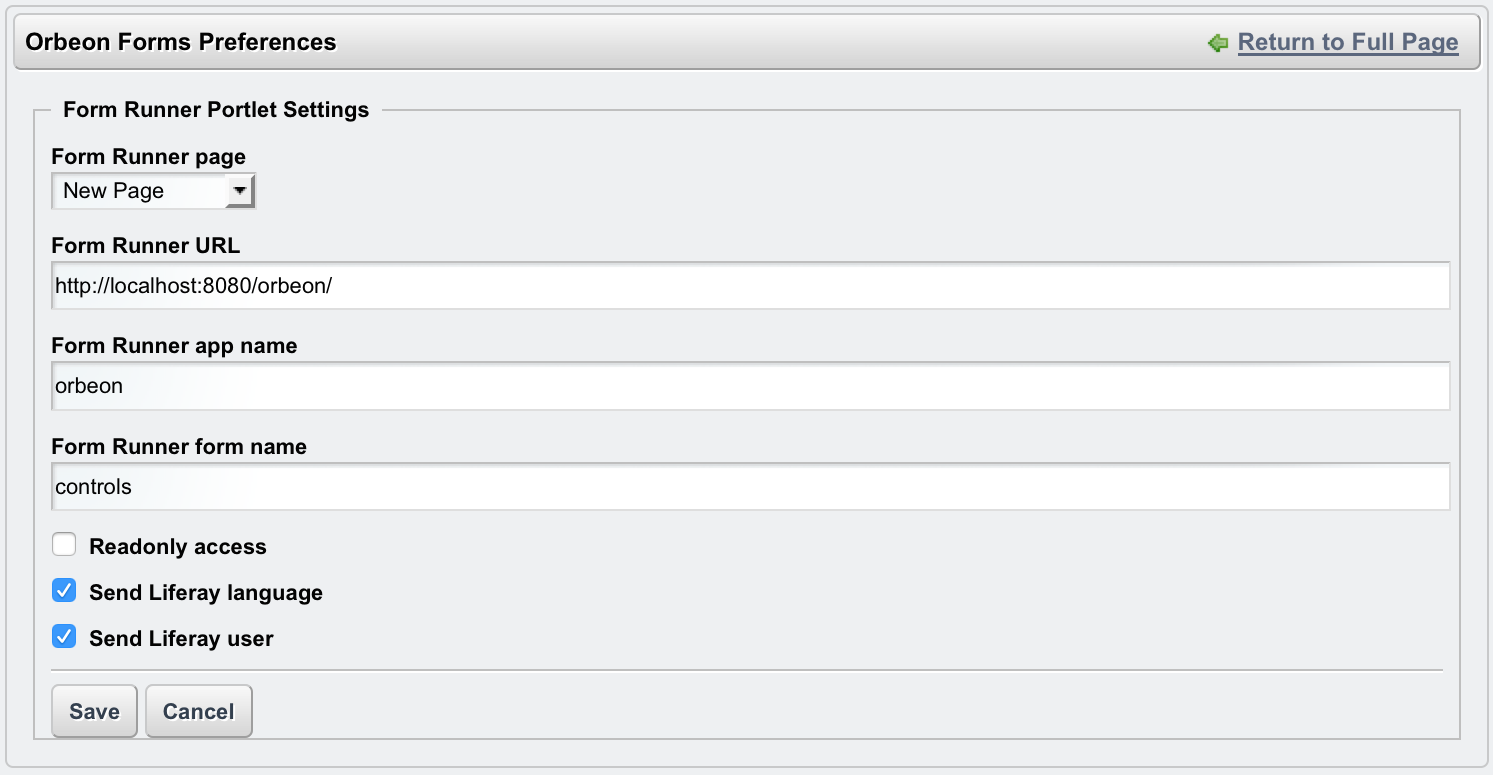 Orbeon Forms Preferences
Return to Full Page
Form Runner Portlet Settings
Form Runner page
New Page
Form Runner URL
http://localhost:8080/orbeon/
Form Runner app name
orbeon
Form Runner form name
controls
Readonly access
Send Liferay language
Send Liferay user
Save
Cancel